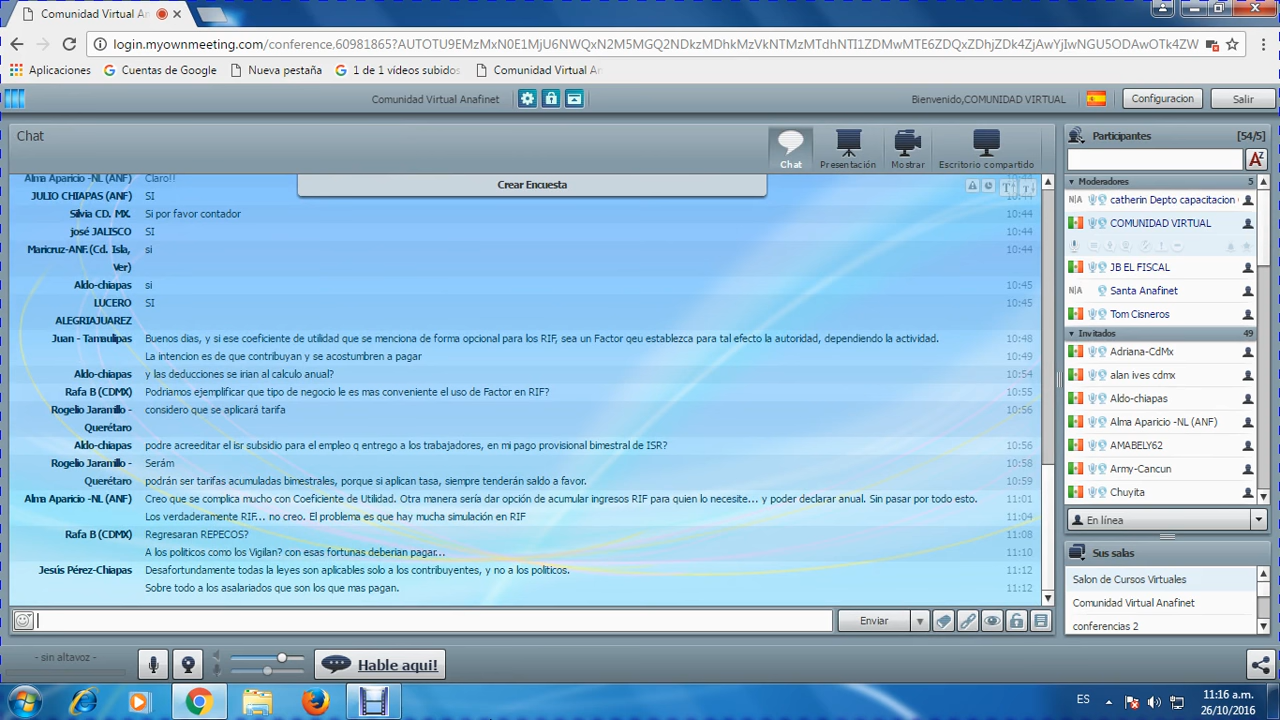 Comunidad Virtual Anafin
login.myownmeeting.com/conference,60981865?AUTOTU9EMzMxN0E1MjU6NWQxN2M5MGQ2NDkzMDhkMzVkNTMzMTdhNTI1ZDMwMTE6ZDQxZDhjZDk4ZjAwYjIwNGU5ODAwOTk4ZW
Aplicaciones Cuentas de Google Nueva pestaña 1 de 1 vídeos subidos Comunidad Virtual An
Comunidad Virtual Anafinet Bienvenido,COMUNIDAD VIRTUAL Configuracion Salir
Chat
Chat Presentación Mostrar Escritorio compartido
Crear Encuesta
Alma Aparicio -NL (ANF) Claro!!
JULIO CHIAPAS (ANF) SI 10:44
Silvia CD. MX. Si por favor contador 10:44
josé JALISCO SI 10:44
Maricruz-ANF.(Cd. Isla, si 10:44
Ver)
Aldo-chiapas si 10:45
LUCERO SI 10:45
ALEGRIAJUAREZ
Juan - Tamaulipas Buenos dias, y si ese coeficiente de utilidad que se menciona de forma opcional para los RIF, sea un Factor qeu establezca para tal efecto la autoridad, dependiendo la actividad. 10:48
La intencion es de que contribuyan y se acostumbren a pagar 10:49
Aldo-chiapas y las deducciones se irian al calculo anual? 10:54
Rafa B (CDMX) Podriamos ejemplificar que tipo de negocio le es mas conveniente el uso de Factor en RIF? 10:55
Rogelio Jaramillo - considero que se aplicará tarifa 10:56
Querétaro
Aldo-chiapas podre acreeditar el isr subsidio para el empleo q entrego a los trabajadores, en mi pago provisional bimestral de ISR? 10:56
Rogelio Jaramillo - Serám 10:58
Querétaro podrán ser tarifas acumuladas bimestrales, porque si aplican tasa, siempre tenderán saldo a favor. 10:59
Alma Aparicio -NL (ANF) Creo que se complica mucho con Coeficiente de Utilidad. Otra manera sería dar opción de acumular ingresos RIF para quien lo necesite... y poder declarar anual. Sin pasar por todo esto. 11:01
Los verdaderamente RIF... no creo. El problema es que hay mucha simulación en RIF 11:04
Rafa B (CDMX) Regresaran REPECOS? 11:08
A los politicos como los Vigilan? con esas fortunas deberian pagar... 11:10
Jesús Pérez-Chiapas Desafortundamente todas la leyes son aplicables solo a los contribuyentes, y no a los politicos. 11:12
Sobre todo a los asalariados que son los que mas pagan. 11:12
Enviar
- sin altavoz - Hable aqui!
Participantes [54/5]
Moderadores 5
N/A catherin Depto capacitacion
COMUNIDAD VIRTUAL
JB EL FISCAL
N/A Santa Anafinet
Tom Cisneros
Invitados 49
Adriana-CdMx
alan ives cdmx
Aldo-chiapas
Alma Aparicio -NL (ANF)
AMABELY62
Army-Cancun
Chuyita
En línea
Sus salas
Salon de Cursos Virtuales
Comunidad Virtual Anafinet
conferencias 2
ES 11:16 a.m.
26/10/2016